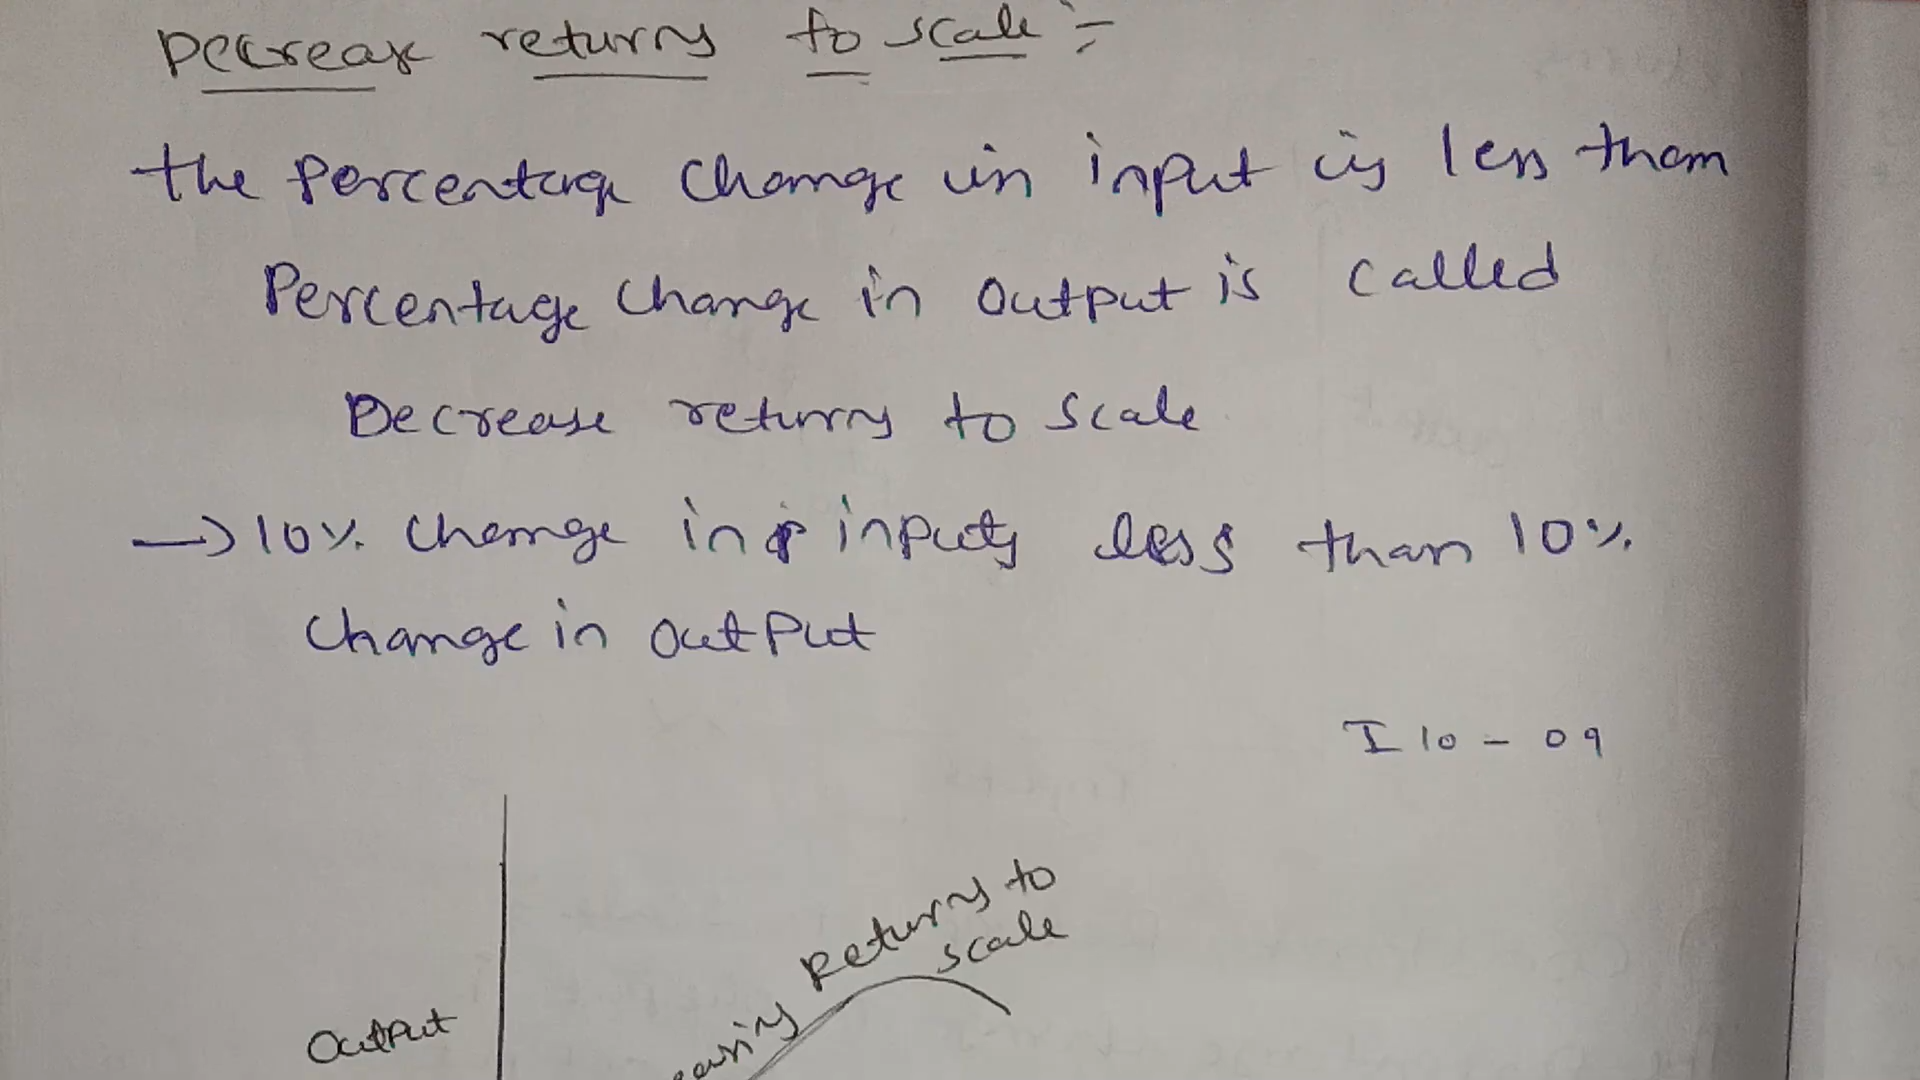 Decrease returns to scale :-
the percentage change in input is less than
Percentage change in output is called
Decrease returns to scale
→ 10% change in inputs less than 10%
change in output
I 10 - 09
Returns to
scale
Output